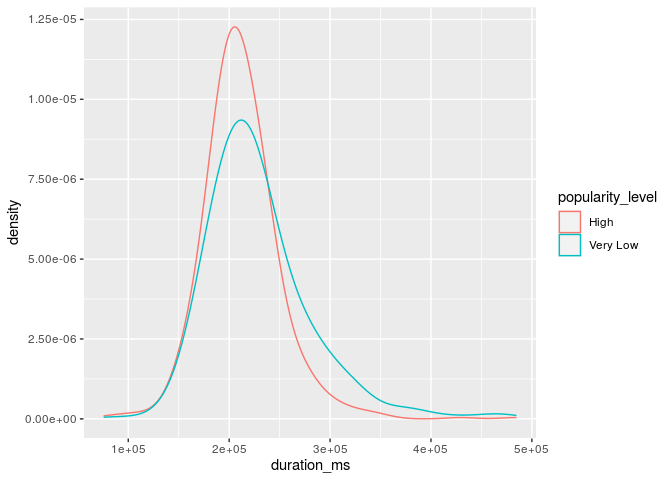 1.25e-05
1.00e-05
7.50e-06
5.00e-06
2.50e-06
0.00e+00
density
1e+05 2e+05 3e+05 4e+05 5e+05
duration_ms
popularity_level
High
Very Low